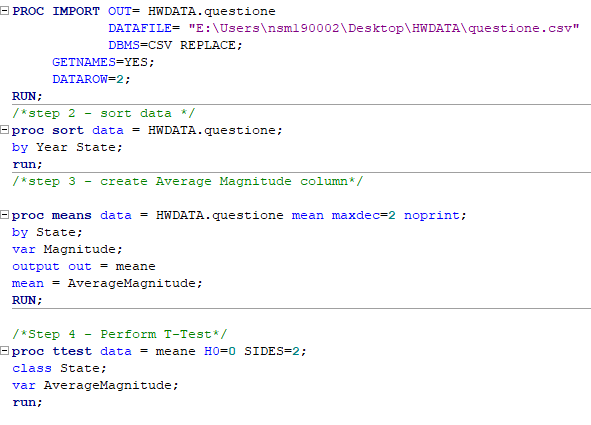 PROC IMPORT OUT= HWDATA.questione
DATAFILE= "E:\Users\nsm190002\Desktop\HWDATA\questione.csv"
DBMS=CSV REPLACE;
GETNAMES=YES;
DATAROW=2;
RUN;
/*step 2 - sort data */
proc sort data = HWDATA.questione;
by Year State;
run;
/*step 3 - create Average Magnitude column*/
proc means data = HWDATA.questione mean maxdec=2 noprint;
by State;
var Magnitude;
output out = meane
mean = AverageMagnitude;
RUN;
/*Step 4 - Perform T-Test*/
proc ttest data = meane H0=0 SIDES=2;
class State;
var AverageMagnitude;
run;